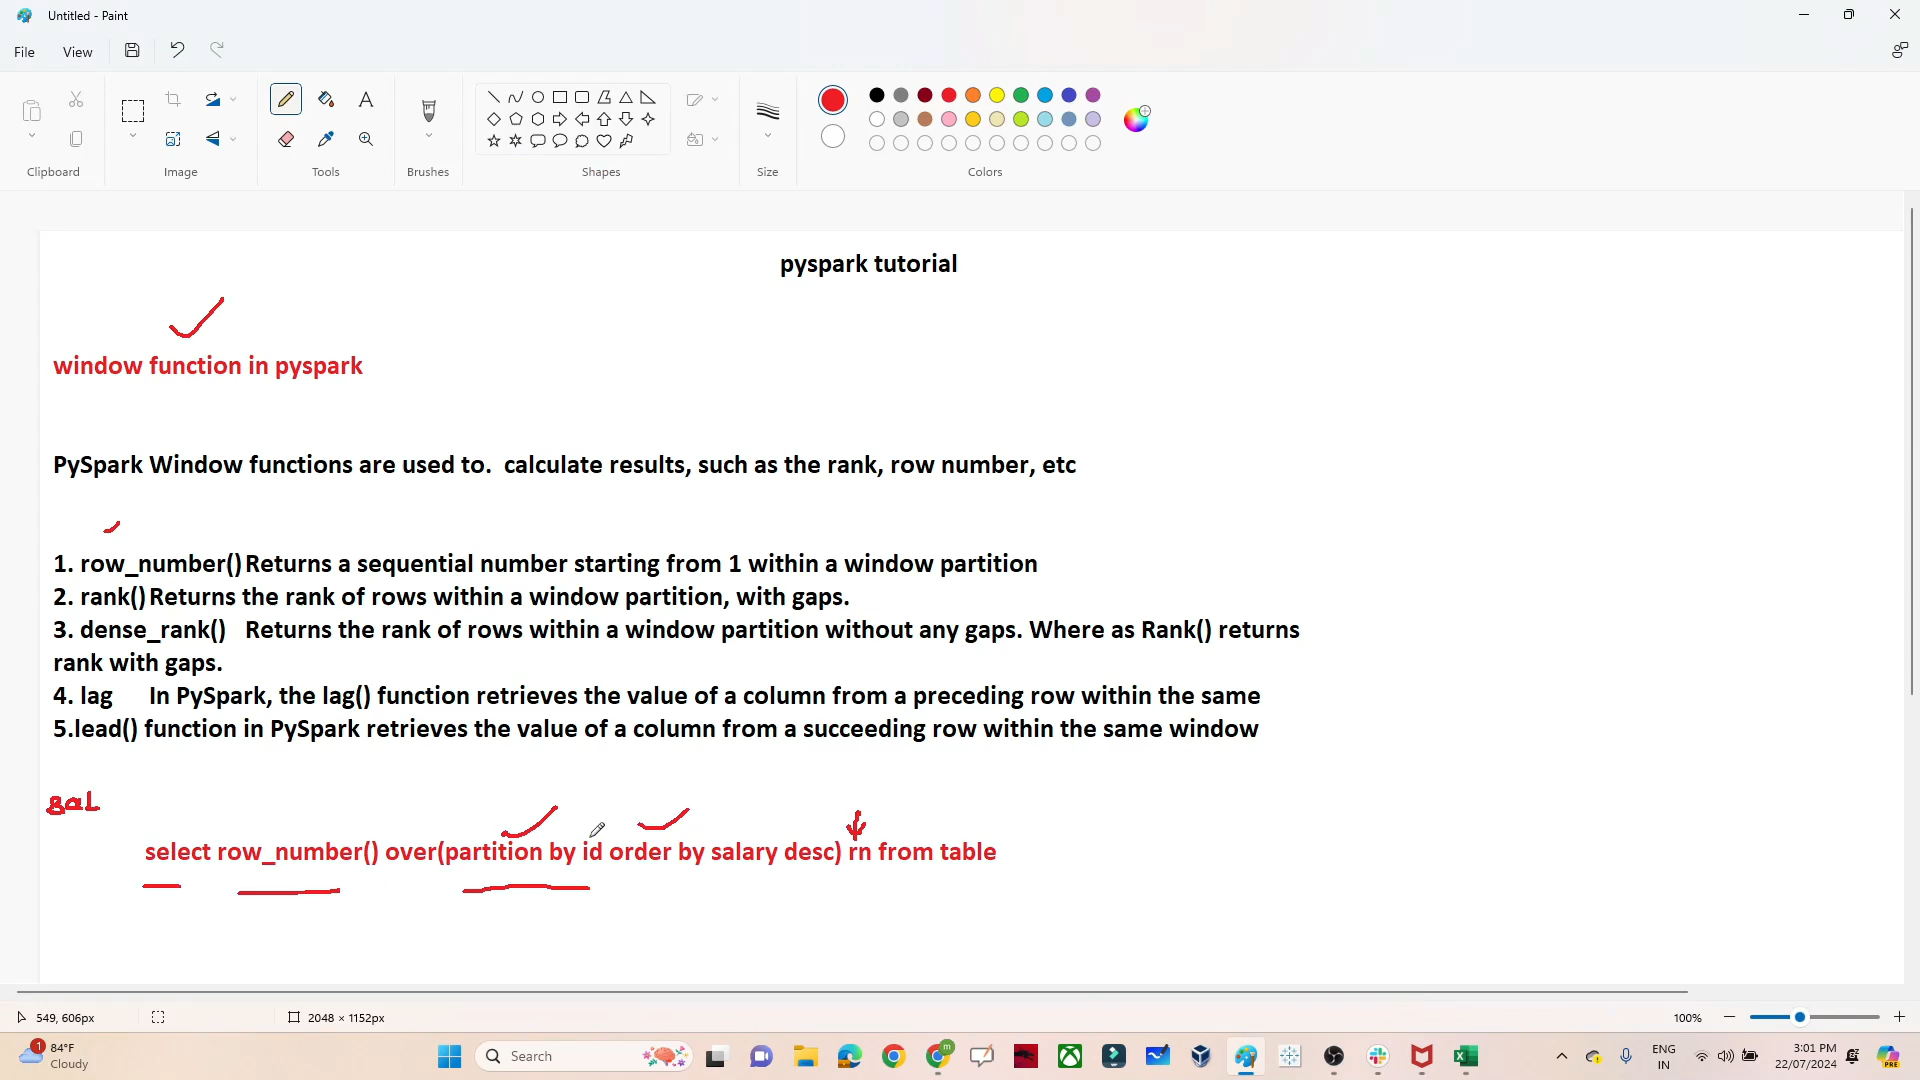 Untitled - Paint
File
View
Clipboard
Image
Tools
Brushes
Shapes
Size
Colors
pyspark tutorial
window function in pyspark
PySpark Window functions are used to.  calculate results, such as the rank, row number, etc
1. row_number() Returns a sequential number starting from 1 within a window partition
2. rank() Returns the rank of rows within a window partition, with gaps.
3. dense_rank()   Returns the rank of rows within a window partition without any gaps. Where as Rank() returns
rank with gaps.
4. lag     In PySpark, the lag() function retrieves the value of a column from a preceding row within the same
5.lead() function in PySpark retrieves the value of a column from a succeeding row within the same window
select row_number() over(partition by id order by salary desc) rn from table
549, 606px
2048 × 1152px
100%
1
84°F
Cloudy
Search
m
ENG
IN
3:01 PM
22/07/2024
PRE